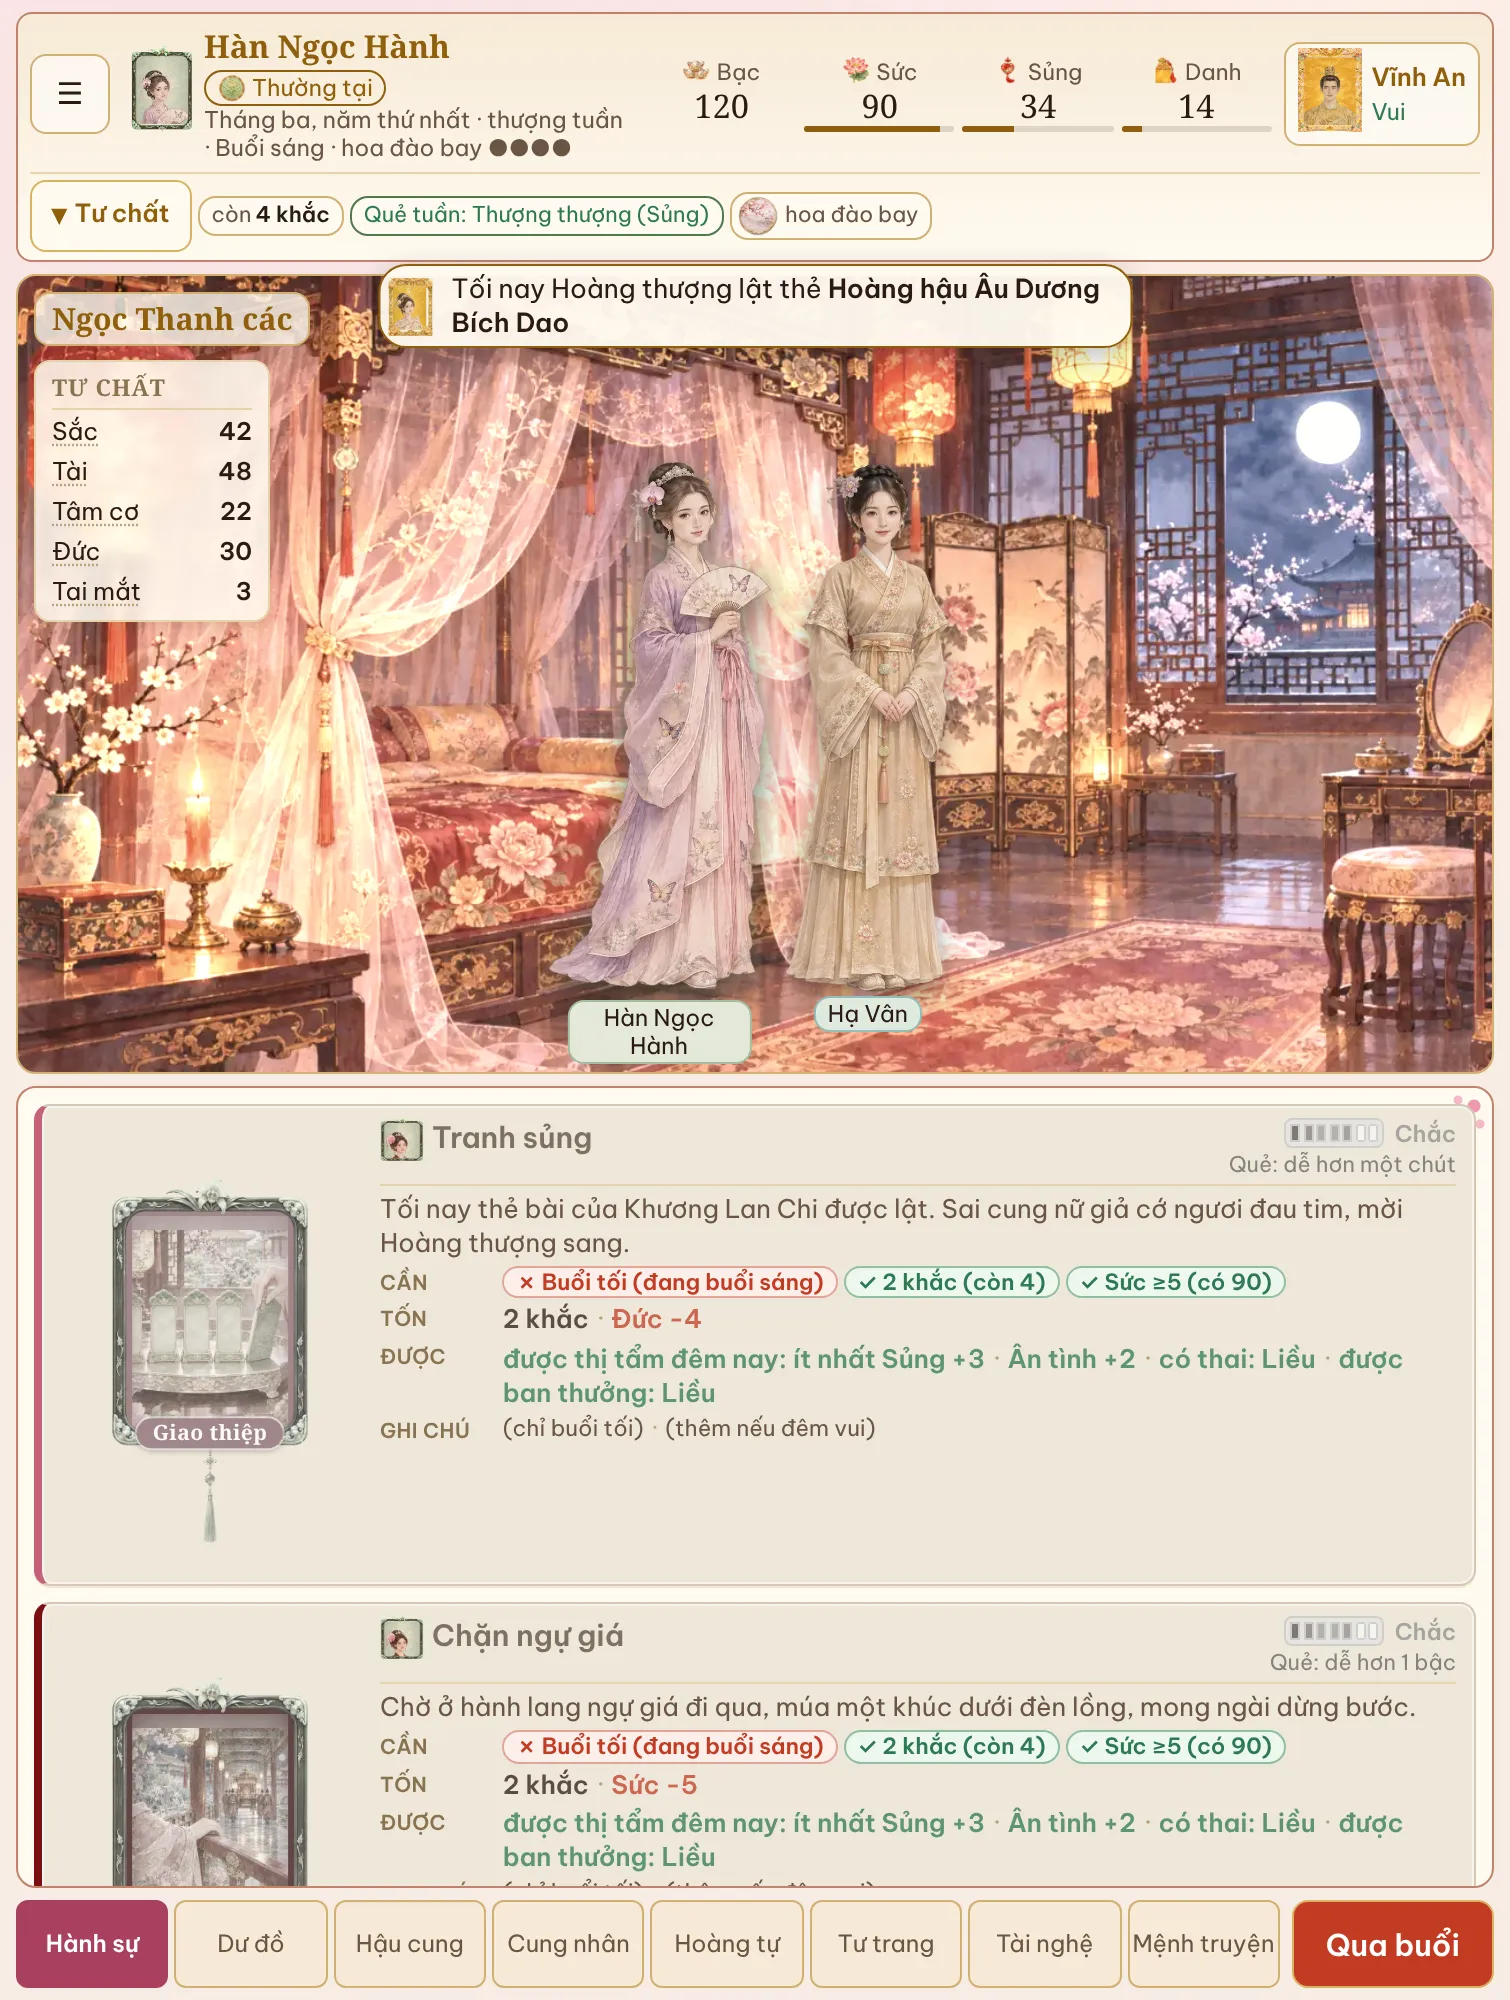 ☰
Hàn Ngọc Hành
Thường tại
Tháng ba, năm thứ nhất · thượng tuần
· Buổi sáng · hoa đào bay ●●●●
Bạc
120
Sức
90
Sủng
34
Danh
14
Vĩnh An
Vui
▼ Tư chất
còn 4 khắc
Quẻ tuần: Thượng thượng (Sủng)
hoa đào bay
Tối nay Hoàng thượng lật thẻ Hoàng hậu Âu Dương
Bích Dao
Ngọc Thanh các
TƯ CHẤT
Sắc 42
Tài 48
Tâm cơ 22
Đức 30
Tai mắt 3
Hàn Ngọc
Hành
Hạ Vân
Tranh sủng
Chắc
Quẻ: dễ hơn một chút
Tối nay thẻ bài của Khương Lan Chi được lật. Sai cung nữ giả cớ ngươi đau tim, mời
Hoàng thượng sang.
CẦN × Buổi tối (đang buổi sáng) ✓ 2 khắc (còn 4) ✓ Sức ≥5 (có 90)
TỐN 2 khắc · Đức -4
ĐƯỢC được thị tẩm đêm nay: ít nhất Sủng +3 · Ân tình +2 · có thai: Liều · được
ban thưởng: Liều
GHI CHÚ (chỉ buổi tối) · (thêm nếu đêm vui)
Giao thiệp
Chặn ngự giá
Chắc
Quẻ: dễ hơn 1 bậc
Chờ ở hành lang ngự giá đi qua, múa một khúc dưới đèn lồng, mong ngài dừng bước.
CẦN × Buổi tối (đang buổi sáng) ✓ 2 khắc (còn 4) ✓ Sức ≥5 (có 90)
TỐN 2 khắc · Sức -5
ĐƯỢC được thị tẩm đêm nay: ít nhất Sủng +3 · Ân tình +2 · có thai: Liều · được
ban thưởng: Liều
Hành sự
Dư đồ
Hậu cung
Cung nhân
Hoàng tự
Tư trang
Tài nghệ
Mệnh truyện
Qua buổi